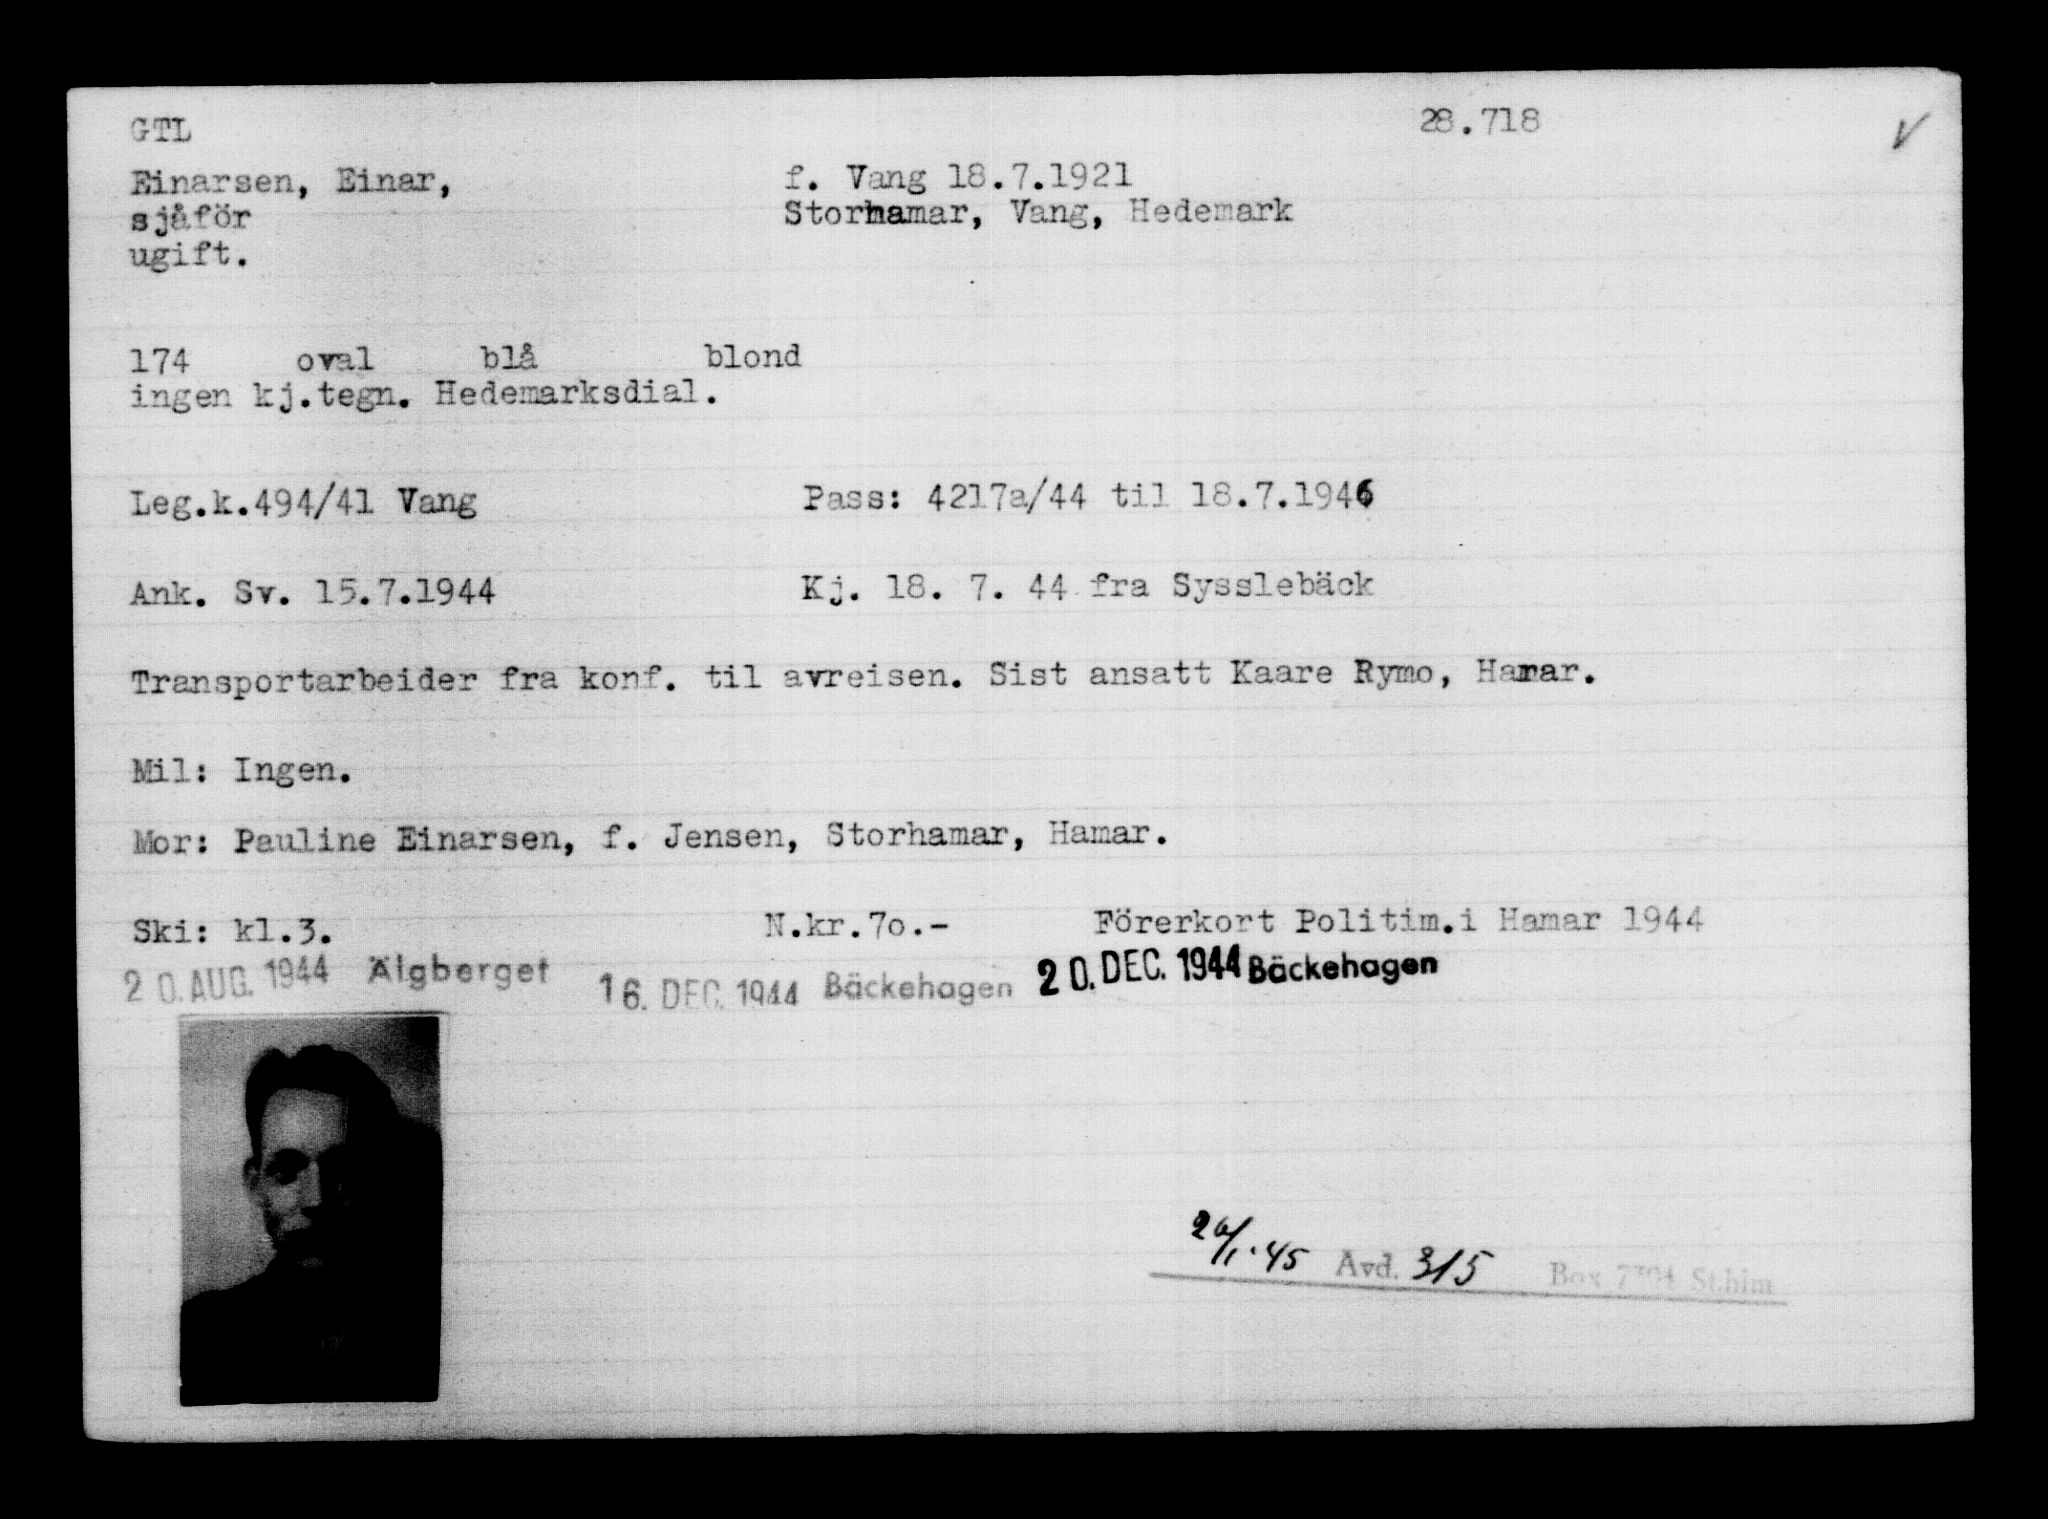 GTL 28.718
Einarsen, Einar, f. Vang 18.7.1921
sjåför Storhamar, Vang, Hedemark
ugift.
174 oval blå blond
ingen kj.tegn. Hedemarksdial.
Leg.k.494/41 Vang Pass: 4217a/44 til 18.7.1946
Ank. Sv. 15.7.1944 Kj. 18. 7. 44 fra Sysslebäck
Transportarbeider fra konf. til avreisen. Sist ansatt Kaare Rymo, Hamar.
Mil: Ingen.
Mor: Pauline Einarsen, f. Jensen, Storhamar, Hamar.
Ski: kl.3. N.kr.7o.- Förerkort Politim.i Hamar 1944
20. AUG. 1944 Älgberget 16. DEC. 1944 Bäckehagen 20. DEC. 1944 Bäckehagen
26/1.45 Avd. 315 Box Sthlm